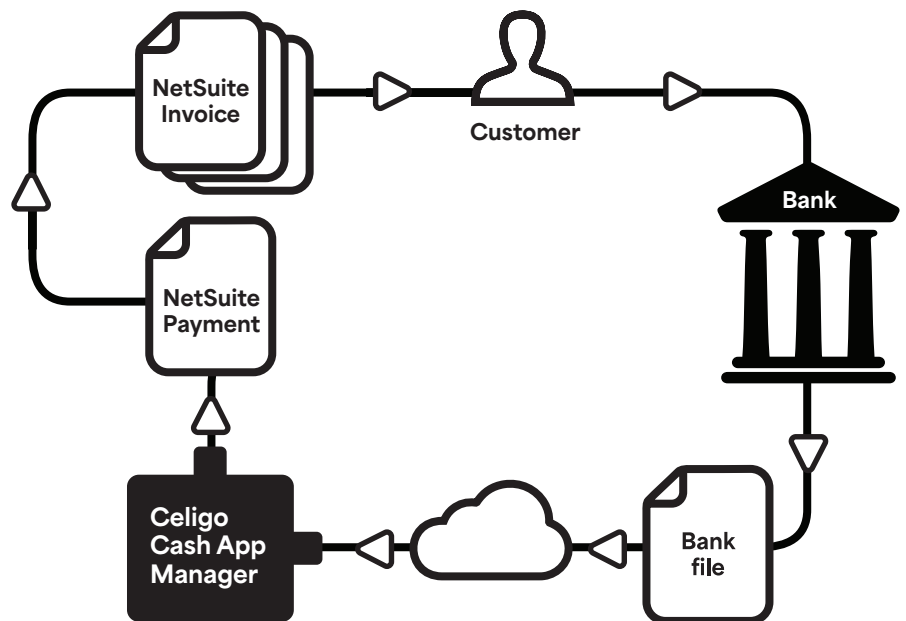 NetSuite
Invoice
Customer
Bank
NetSuite
Payment
Celigo
Cash App
Manager
Bank
file